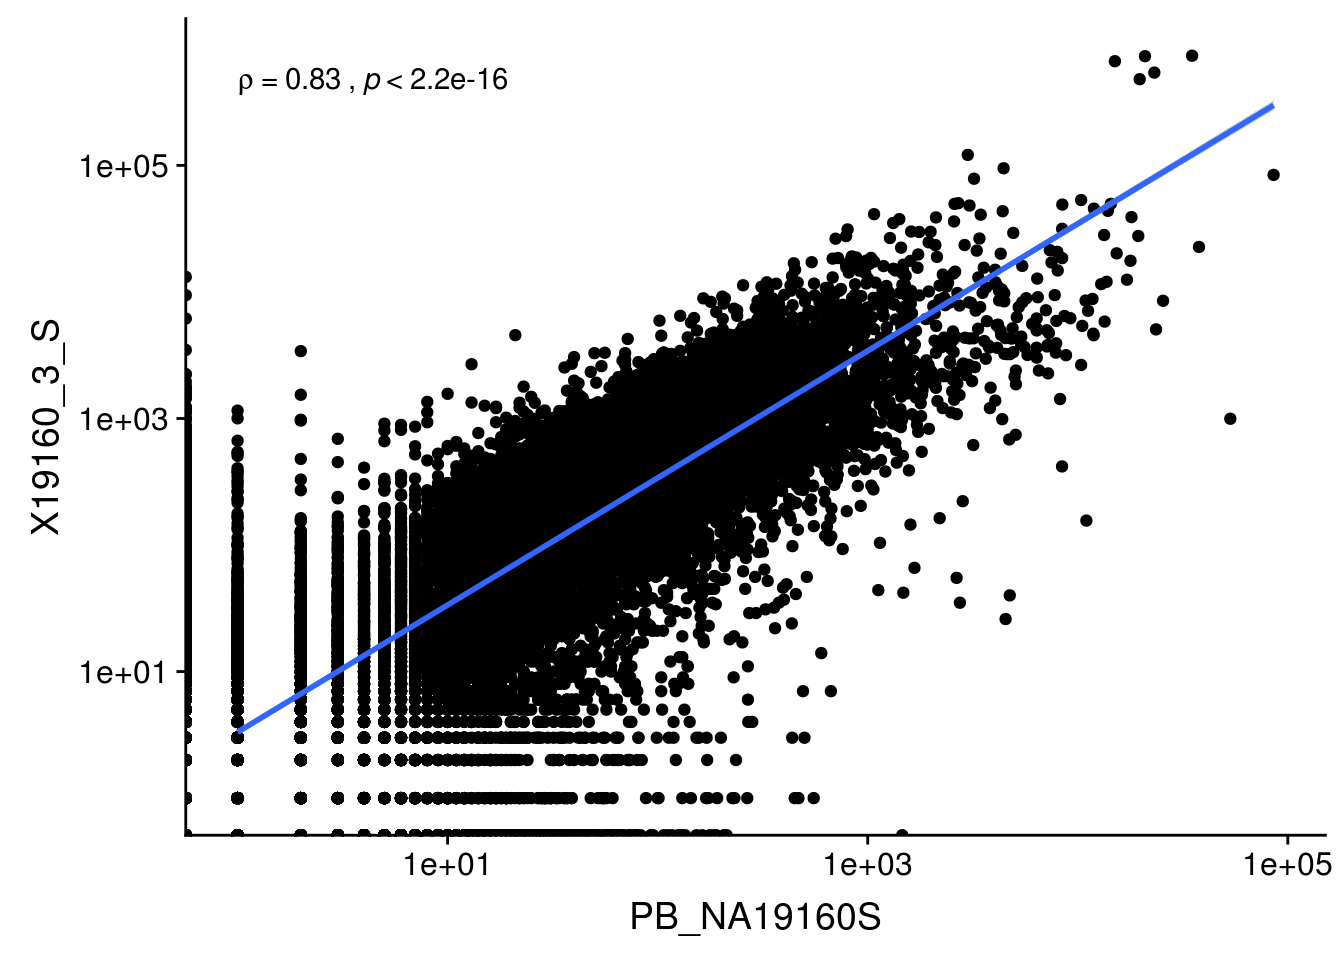 ρ = 0.83 , p < 2.2e-16
1e+05
1e+03
1e+01
X19160_3_S
1e+01 1e+03 1e+05
PB_NA19160S